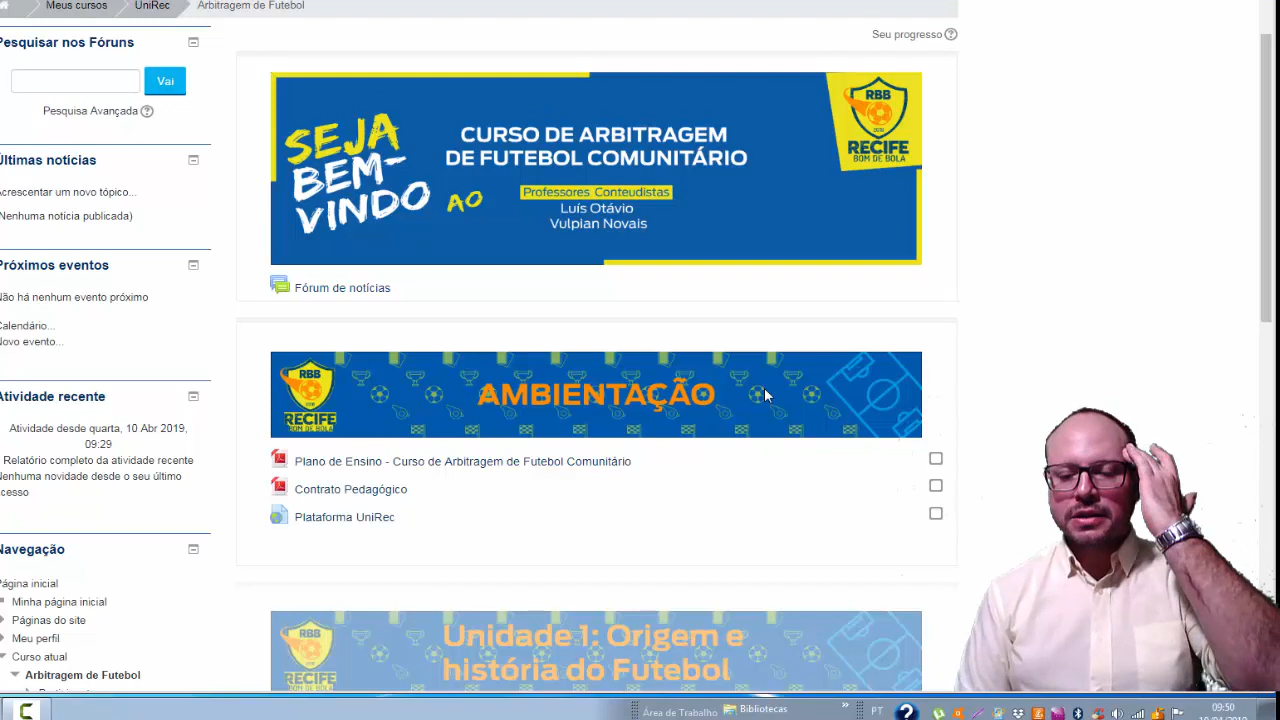 Meus cursos
UniRec
Arbitragem de Futebol
Pesquisar nos Fóruns
Vai
Pesquisa Avançada
Últimas notícias
Acrescentar um novo tópico...
(Nenhuma notícia publicada)
Próximos eventos
Não há nenhum evento próximo
Calendário...
Novo evento...
Atividade recente
Atividade desde quarta, 10 Abr 2019,
09:29
Relatório completo da atividade recente
Nenhuma novidade desde o seu último
cesso
Navegação
Página inicial
Minha página inicial
Páginas do site
Meu perfil
Curso atual
Arbitragem de Futebol
Seu progresso
SEJA
BEM-
VINDO
AO
CURSO DE ARBITRAGEM
DE FUTEBOL COMUNITÁRIO
Professores Conteudistas
Luís Otávio
Vulpian Novais
RBB
2018
RECIFE
BOM DE BOLA
Fórum de notícias
RBB
RECIFE
BOM DE BOLA
AMBIENTAÇÃO
Plano de Ensino - Curso de Arbitragem de Futebol Comunitário
Contrato Pedagógico
Plataforma UniRec
RBB
RECIFE
BOM DE BOLA
Unidade 1: Origem e
história do Futebol
Área de Trabalho
Bibliotecas
»
PT
09:50